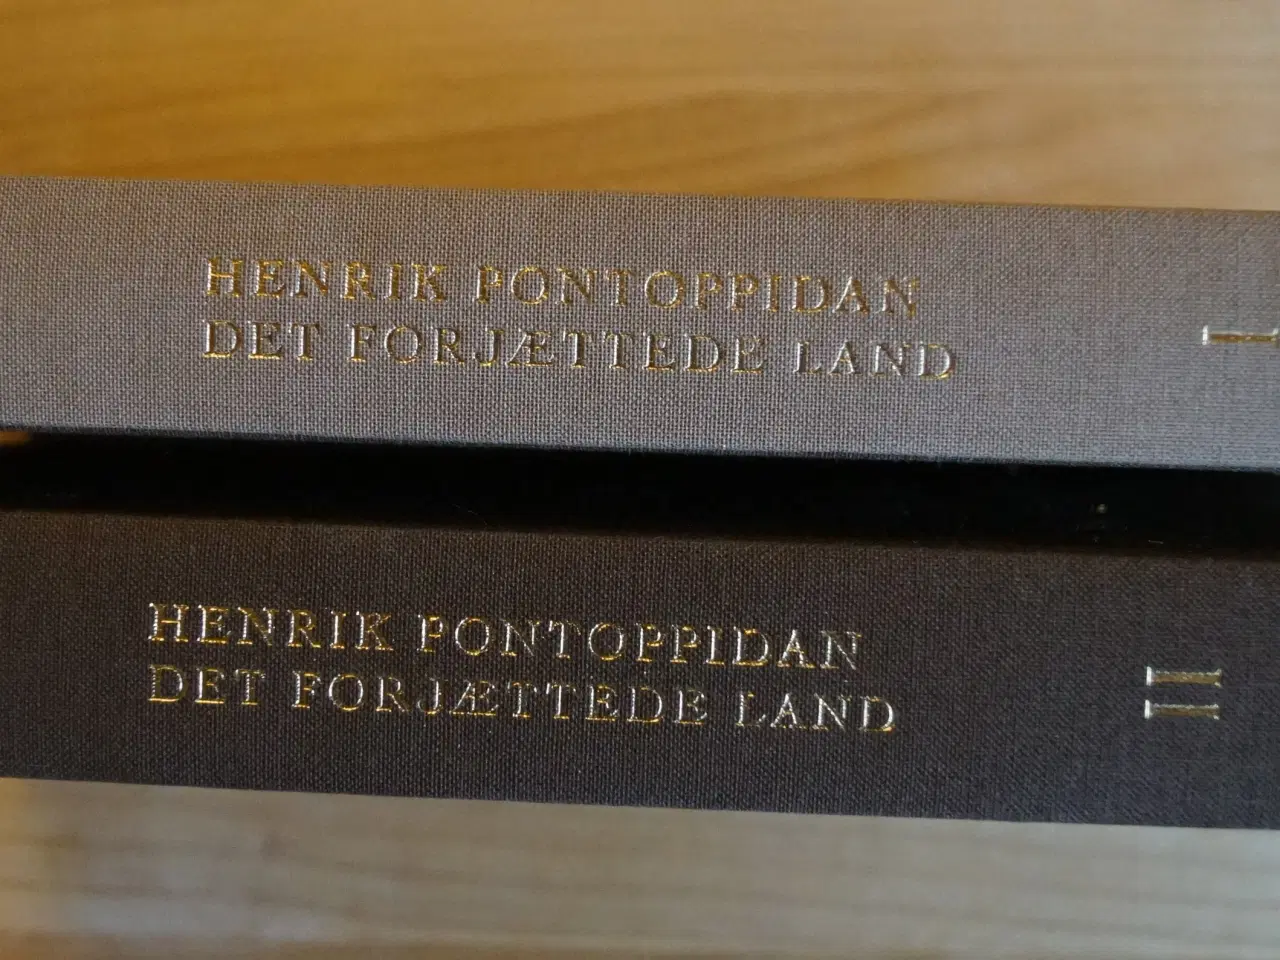 HENRIK PONTOPPIDAN
DET FORJÆTTEDE LAND
I
HENRIK PONTOPPIDAN
DET FORJÆTTEDE LAND
II